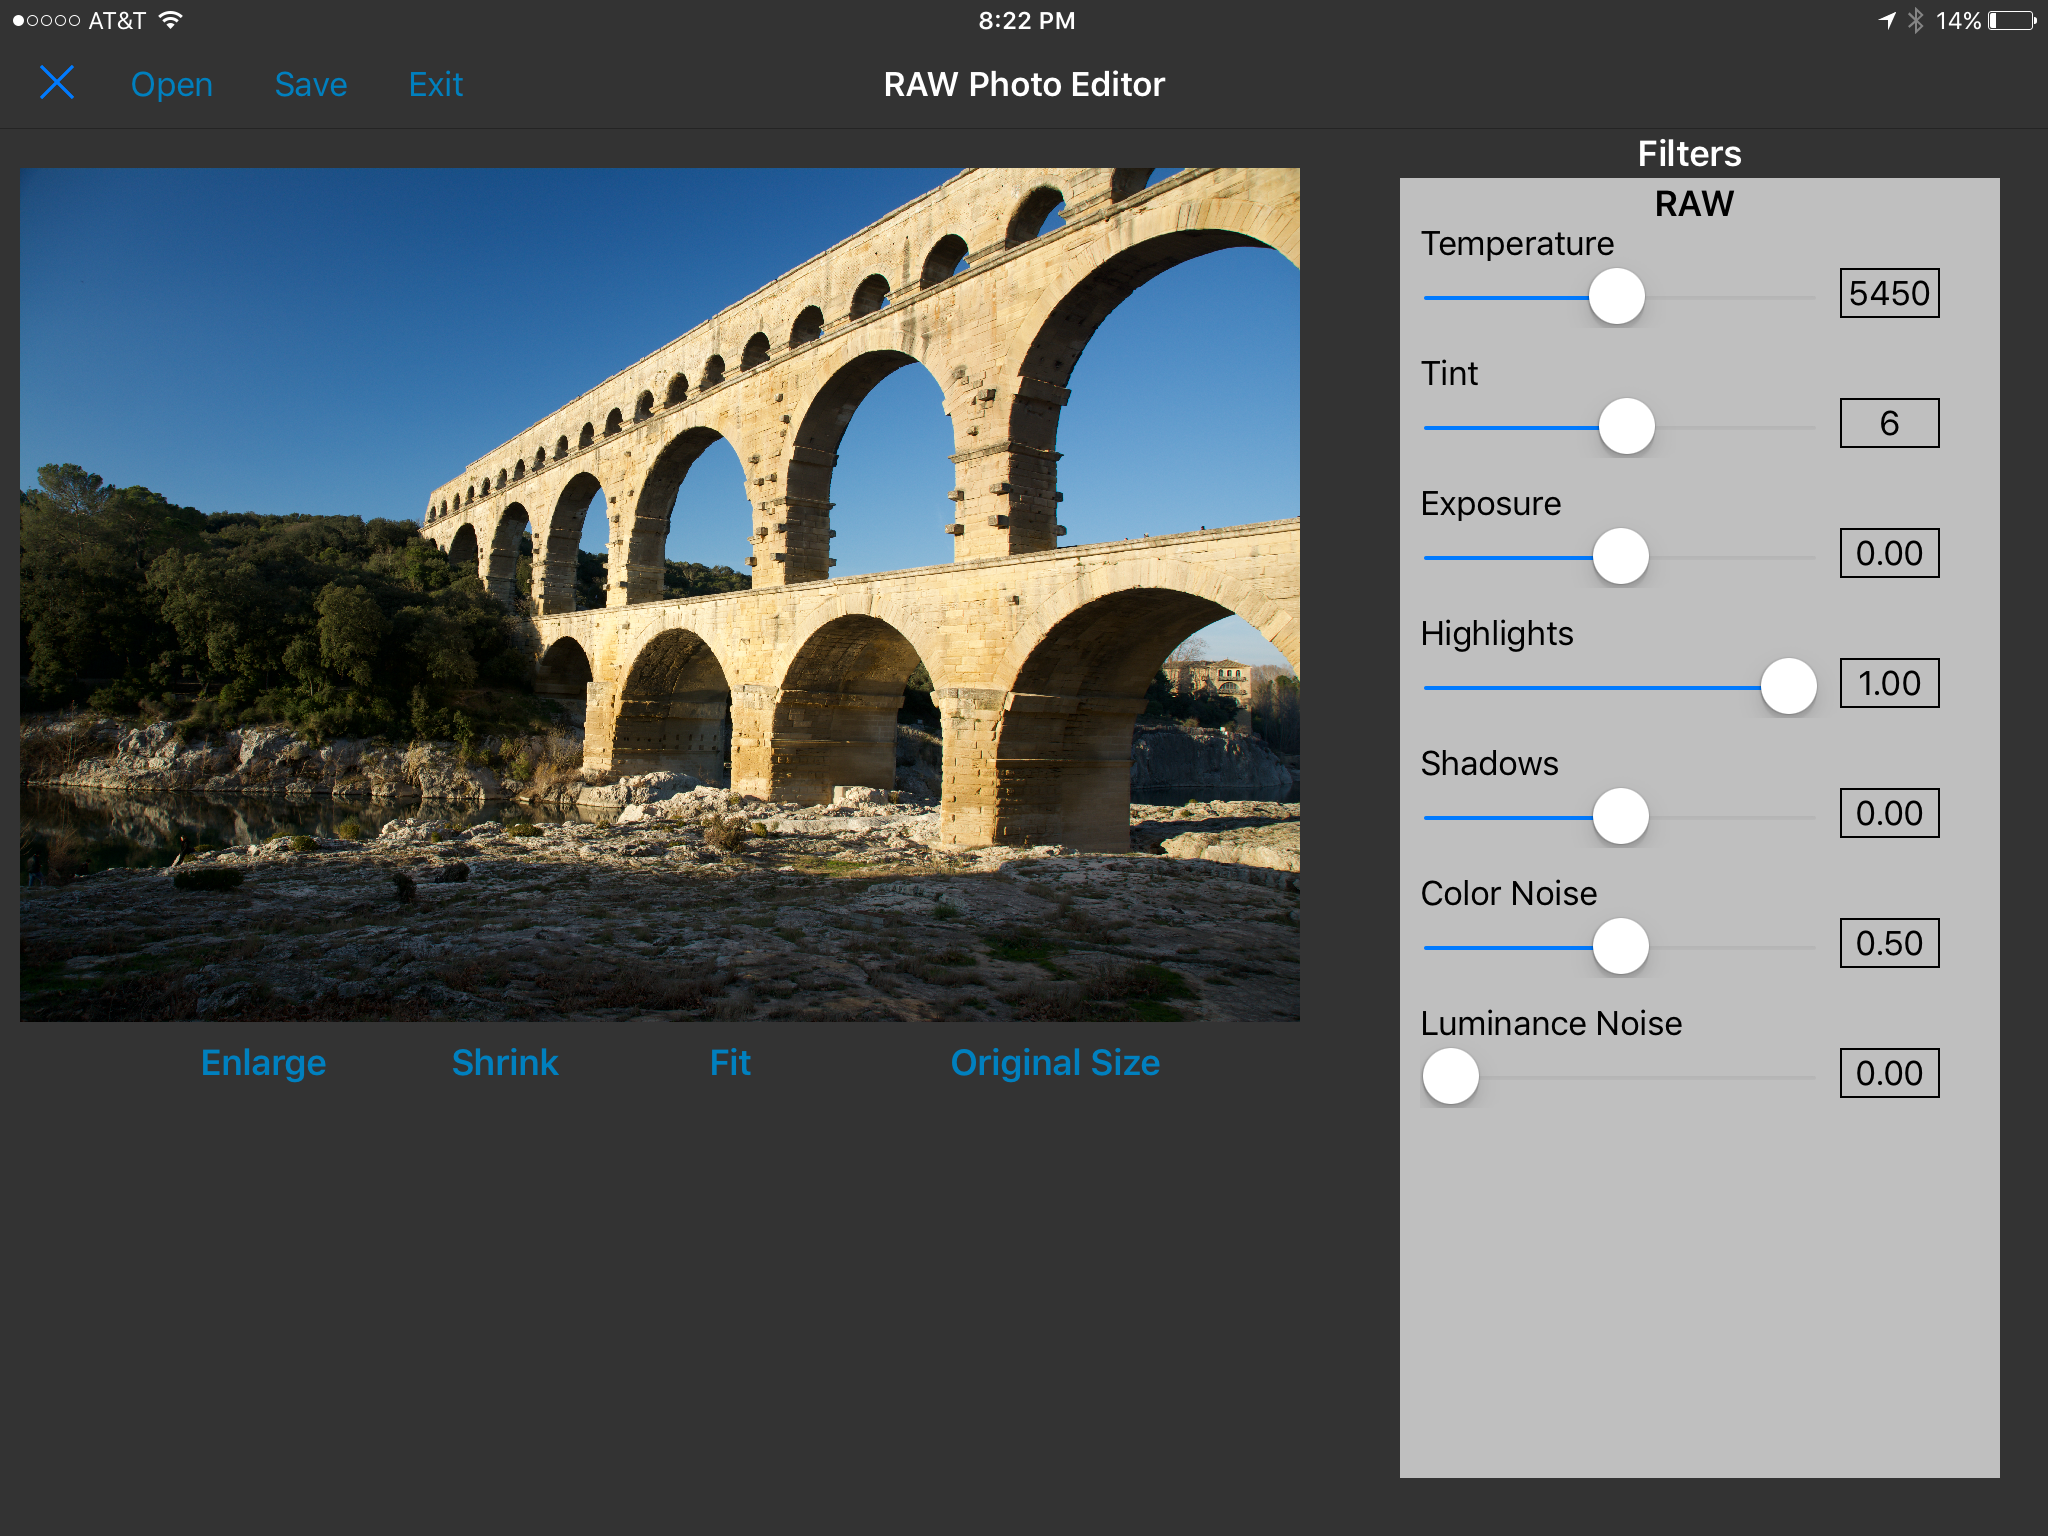 AT&T 8:22 PM 14%
Open Save Exit RAW Photo Editor
Filters
RAW
Temperature
5450
Tint
6
Exposure
0.00
Highlights
1.00
Shadows
0.00
Color Noise
0.50
Luminance Noise
0.00
Enlarge Shrink Fit Original Size